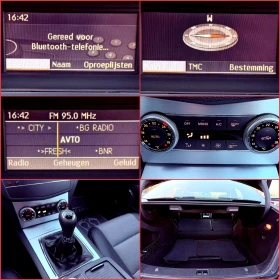 16:42
Gereed voor
Bluetooth-telefonie...
Naam Oproeplijsten
TMC Bestemming
16:42 FM 95.0 MHz
CITY BG RADIO
AVTO
FRESH BNR
Radio Geheugen Geluid